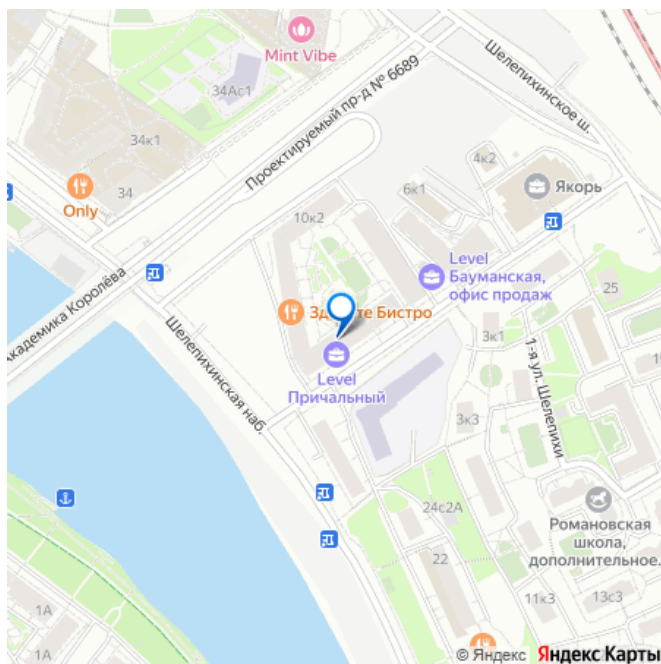 Mint Vibe
Шелепихинское ш.
34Ас1
Проектируемый пр-д № 6689
34к1
4к2
34
Only
6к1
Якорь
10к2
Академика Королёва
Level
Бауманская,
офис продаж
25
те Бистро
Шелепихинская наб.
3к1
1-я ул. Шелепихи
Level
Причальный
3к3
24с2А
Романовская
школа,
дополнительное...
22
1А
11к3
13с3
1А
© Яндекс Яндекс Карты